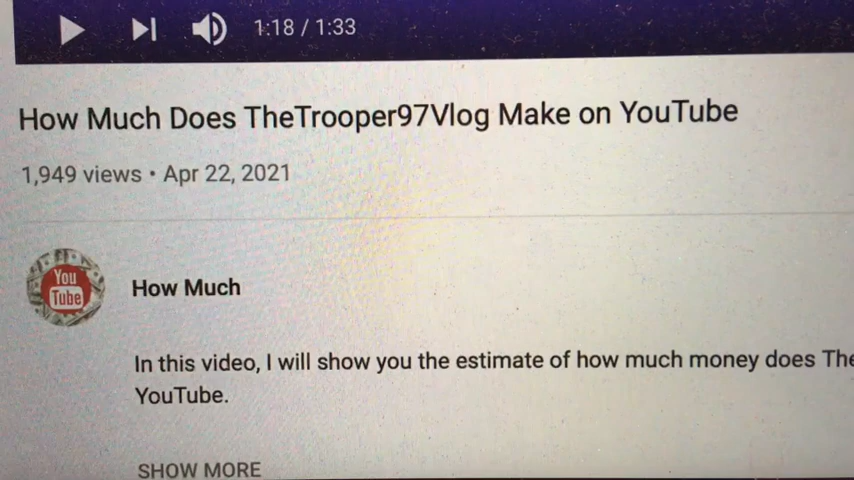 1:18 / 1:33
How Much Does TheTrooper97Vlog Make on YouTube
1,949 views • Apr 22, 2021
You
Tube
How Much
In this video, I will show you the estimate of how much money does The
YouTube.
SHOW MORE